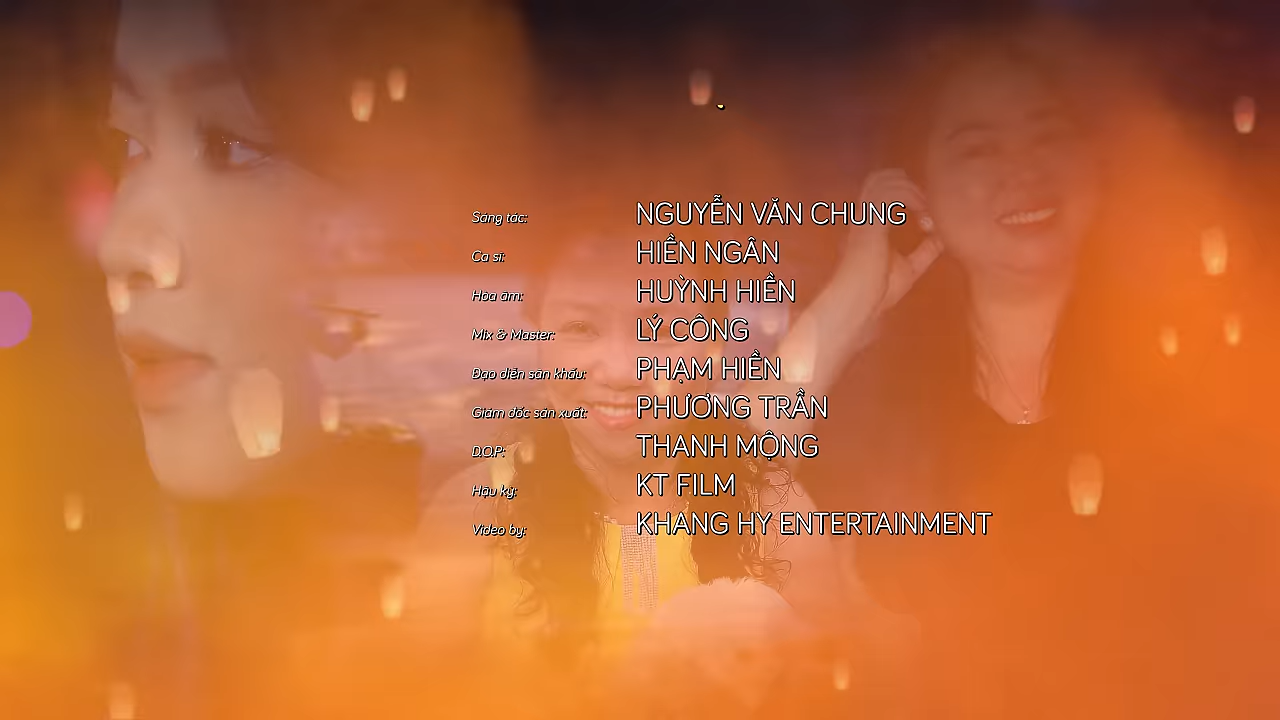 Sáng tác: NGUYỄN VĂN CHUNG
Ca sĩ: HIỀN NGÂN
Hòa âm: HUỲNH HIỀN
Mix & Master: LÝ CÔNG
Đạo diễn sân khấu: PHẠM HIỀN
Giám đốc sản xuất: PHƯƠNG TRẦN
D.O.P: THANH MỘNG
Hậu kỳ: KT FILM
Video by: KHANG HY ENTERTAINMENT